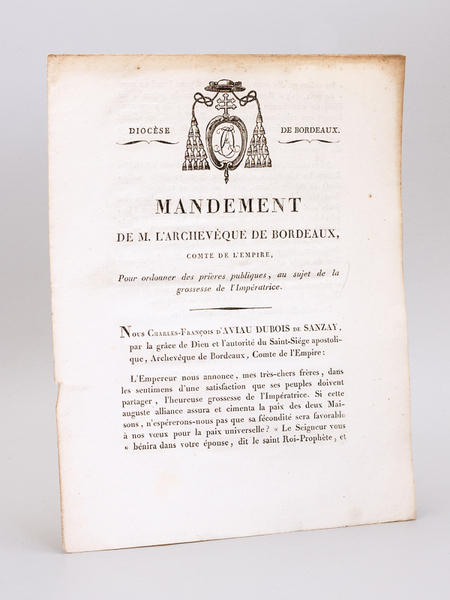 DIOCÈSE DE BORDEAUX.
MANDEMENT
DE M. L'ARCHEVÊQUE DE BORDEAUX,
COMTE DE L'EMPIRE,
Pour ordonner des prières publiques, au sujet de la
grossesse de l'Impératrice.
Nous Charles-François D'AVIAU DUBOIS DE SANZAY,
par la grâce de Dieu et l'autorité du Saint-Siége apostoli-
que, Archevêque de Bordeaux, Comte de l'Empire:
L'Empereur nous annonce, mes très-chers frères, dans
les sentimens d'une satisfaction que ses peuples doivent
partager, l'heureuse grossesse de l'Impératrice. Si cette
auguste alliance assura et cimenta la paix des deux Mai-
sons, n'espérerons-nous pas que sa fécondité sera favorable
à nos vœux pour la paix universelle? « Le Seigneur vous
« bénira dans votre épouse, dit le saint Roi-Prophète, et